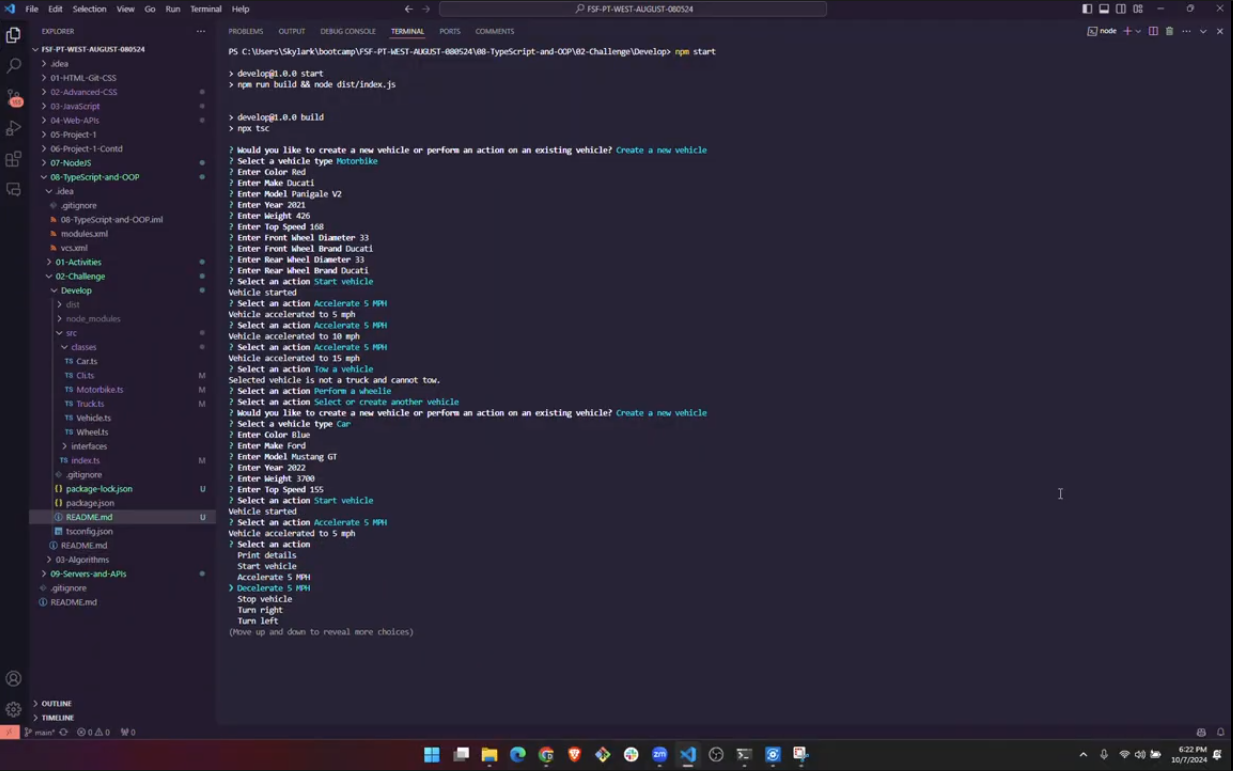 File Edit Selection View Go Run Terminal Help
FSF-PT-WEST-AUGUST-080524
EXPLORER
FSF-PT-WEST-AUGUST-080524
.idea
01-HTML-Git-CSS
02-Advanced-CSS
03-JavaScript
04-Web-APIs
05-Project-1
06-Project-1-Contd
07-NodeJS
08-TypeScript-and-OOP
.idea
.gitignore
08-TypeScript-and-OOP.iml
modules.xml
vcs.xml
01-Activities
02-Challenge
Develop
dist
node_modules
src
classes
TS Car.ts
TS Cli.ts M
TS Motorbike.ts M
TS Truck.ts M
TS Vehicle.ts
TS Wheel.ts
interfaces
TS index.ts M
.gitignore
{} package-lock.json U
{} package.json
README.md U
tsconfig.json
README.md
03-Algorithms
09-Servers-and-APIs
.gitignore
README.md
OUTLINE
TIMELINE
PROBLEMS OUTPUT DEBUG CONSOLE TERMINAL PORTS COMMENTS
node
PS C:\Users\Skylark\bootcamp\FSF-PT-WEST-AUGUST-080524\08-TypeScript-and-OOP\02-Challenge\Develop> npm start
> develop@1.0.0 start
> npm run build && node dist/index.js
> develop@1.0.0 build
> npx tsc
? Would you like to create a new vehicle or perform an action on an existing vehicle? Create a new vehicle
? Select a vehicle type Motorbike
? Enter Color Red
? Enter Make Ducati
? Enter Model Panigale V2
? Enter Year 2021
? Enter Weight 426
? Enter Top Speed 168
? Enter Front Wheel Diameter 33
? Enter Front Wheel Brand Ducati
? Enter Rear Wheel Diameter 33
? Enter Rear Wheel Brand Ducati
? Select an action Start vehicle
Vehicle started
? Select an action Accelerate 5 MPH
Vehicle accelerated to 5 mph
? Select an action Accelerate 5 MPH
Vehicle accelerated to 10 mph
? Select an action Accelerate 5 MPH
Vehicle accelerated to 15 mph
? Select an action Tow a vehicle
Selected vehicle is not a truck and cannot tow.
? Select an action Perform a wheelie
? Select an action Select or create another vehicle
? Would you like to create a new vehicle or perform an action on an existing vehicle? Create a new vehicle
? Select a vehicle type Car
? Enter Color Blue
? Enter Make Ford
? Enter Model Mustang GT
? Enter Year 2022
? Enter Weight 3700
? Enter Top Speed 155
? Select an action Start vehicle
Vehicle started
? Select an action Accelerate 5 MPH
Vehicle accelerated to 5 mph
? Select an action
Print details
Start vehicle
Accelerate 5 MPH
❯ Decelerate 5 MPH
Stop vehicle
Turn right
Turn left
(Move up and down to reveal more choices)
main* 0 0 0
zm
6:22 PM
10/7/2024